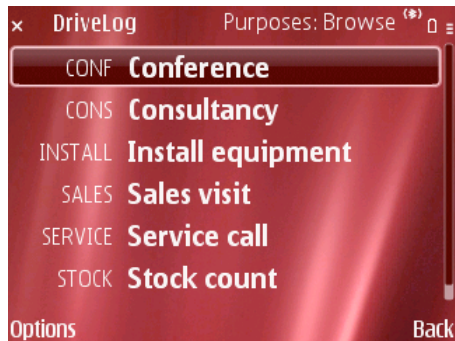 × DriveLog Purposes: Browse
CONF Conference
CONS Consultancy
INSTALL Install equipment
SALES Sales visit
SERVICE Service call
STOCK Stock count
Options Back